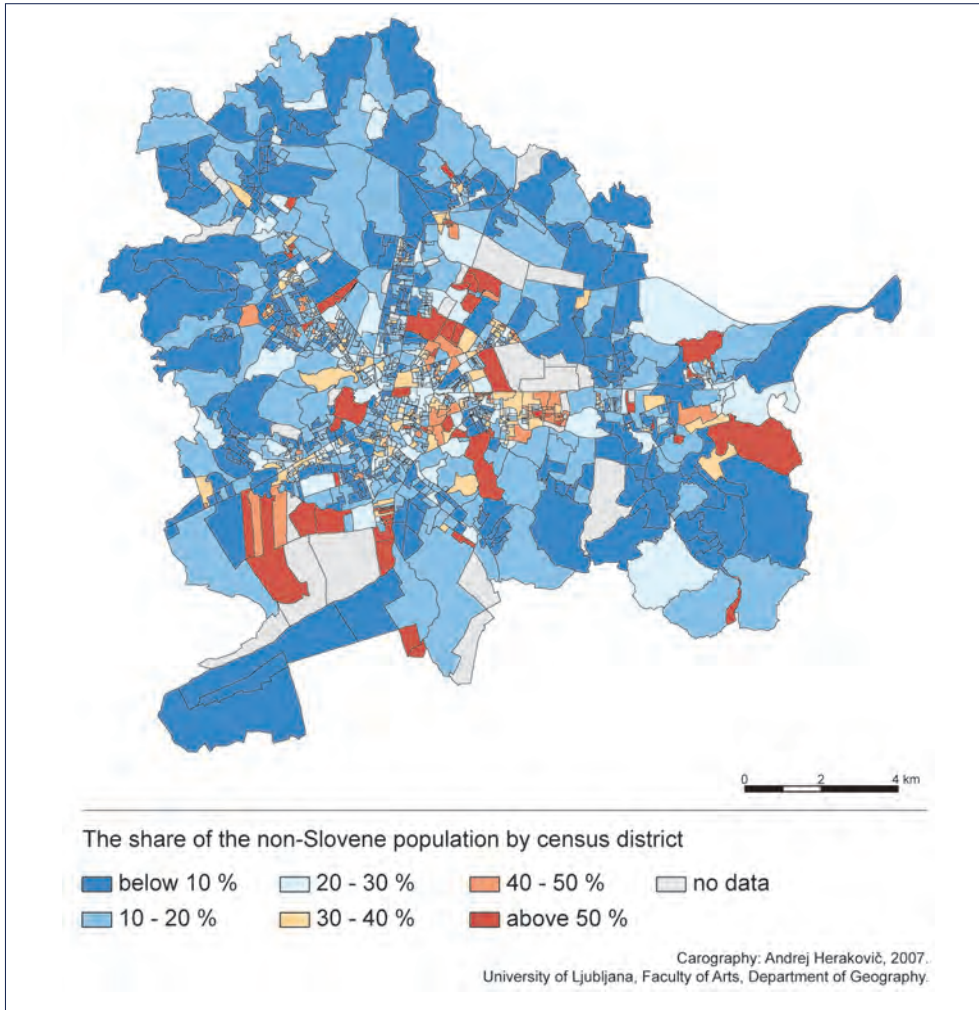 0 2 4 km
The share of the non-Slovene population by census district
below 10 % 20 - 30 % 40 - 50 % no data
10 - 20 % 30 - 40 % above 50 %
Carography: Andrej Herakovič, 2007.
University of Ljubljana, Faculty of Arts, Department of Geography.